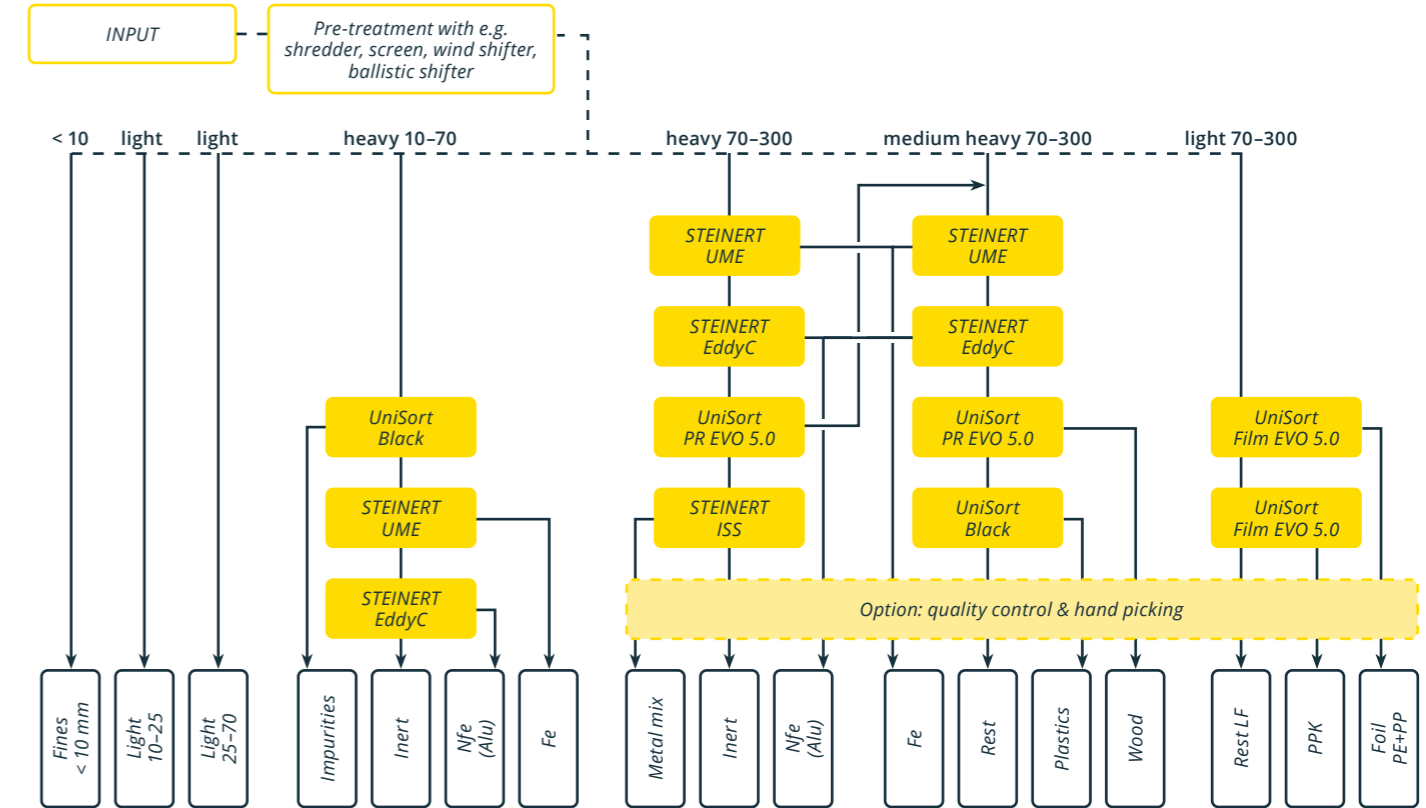 INPUT
Pre-treatment with e.g.
shredder, screen, wind shifter,
ballistic shifter
< 10
light
light
heavy 10–70
heavy 70–300
medium heavy 70–300
light 70–300
STEINERT
UME
STEINERT
UME
STEINERT
EddyC
STEINERT
EddyC
UniSort
Black
UniSort
PR EVO 5.0
UniSort
PR EVO 5.0
UniSort
Film EVO 5.0
STEINERT
UME
STEINERT
ISS
UniSort
Black
UniSort
Film EVO 5.0
STEINERT
EddyC
Option: quality control & hand picking
Fines
< 10 mm
Light
10–25
Light
25–70
Impurities
Inert
Nfe
(Alu)
Fe
Metal mix
Inert
Nfe
(Alu)
Fe
Rest
Plastics
Wood
Rest LF
PPK
Foil
PE+PP